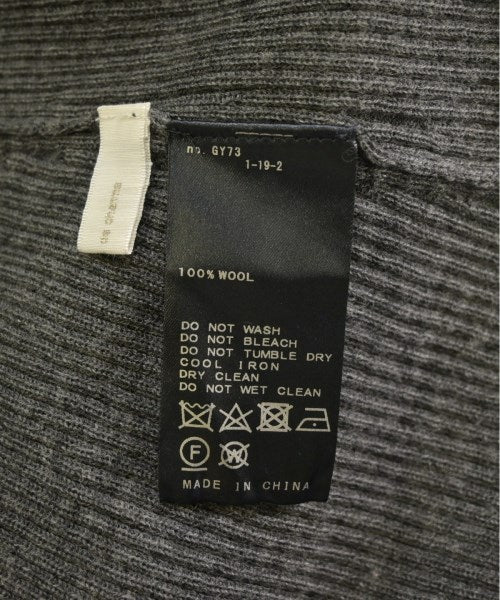 no. GY73
1-19-2
100% WOOL
DO NOT WASH
DO NOT BLEACH
DO NOT TUMBLE DRY
COOL IRON
DRY CLEAN
DO NOT WET CLEAN
F
W
MADE IN CHINA